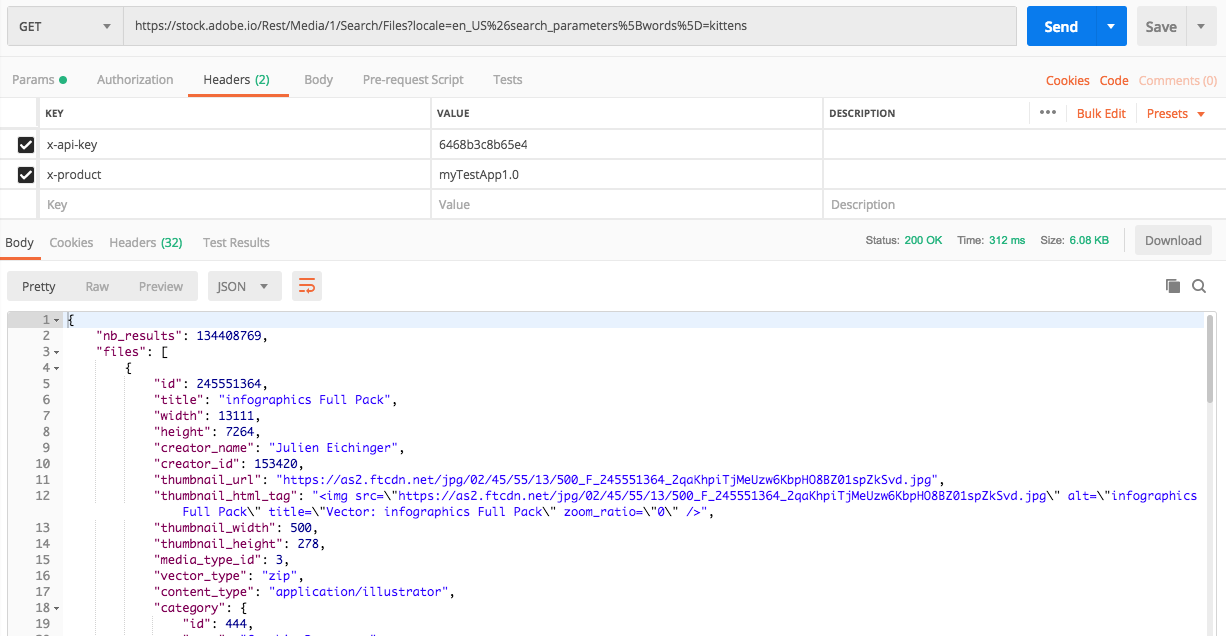 GET https://stock.adobe.io/Rest/Media/1/Search/Files?locale=en_US%26search_parameters%5Bwords%5D=kittens Send Save
Params Authorization Headers (2) Body Pre-request Script Tests Cookies Code Comments (0)
KEY VALUE DESCRIPTION ••• Bulk Edit Presets
x-api-key 6468b3c8b65e4
x-product myTestApp1.0
Key Value Description
Body Cookies Headers (32) Test Results Status: 200 OK Time: 312 ms Size: 6.08 KB Download
Pretty Raw Preview JSON
1 {
2 "nb_results": 134408769,
3 "files": [
4 {
5 "id": 245551364,
6 "title": "infographics Full Pack",
7 "width": 13111,
8 "height": 7264,
9 "creator_name": "Julien Eichinger",
10 "creator_id": 153420,
11 "thumbnail_url": "https://as2.ftcdn.net/jpg/02/45/55/13/500_F_245551364_2qaKhpiTjMeUzw6KbpHO8BZ01spZkSvd.jpg",
12 "thumbnail_html_tag": "<img src=\"https://as2.ftcdn.net/jpg/02/45/55/13/500_F_245551364_2qaKhpiTjMeUzw6KbpHO8BZ01spZkSvd.jpg\" alt=\"infographics
Full Pack\" title=\"Vector: infographics Full Pack\" zoom_ratio=\"0\" />",
13 "thumbnail_width": 500,
14 "thumbnail_height": 278,
15 "media_type_id": 3,
16 "vector_type": "zip",
17 "content_type": "application/illustrator",
18 "category": {
19 "id": 444,